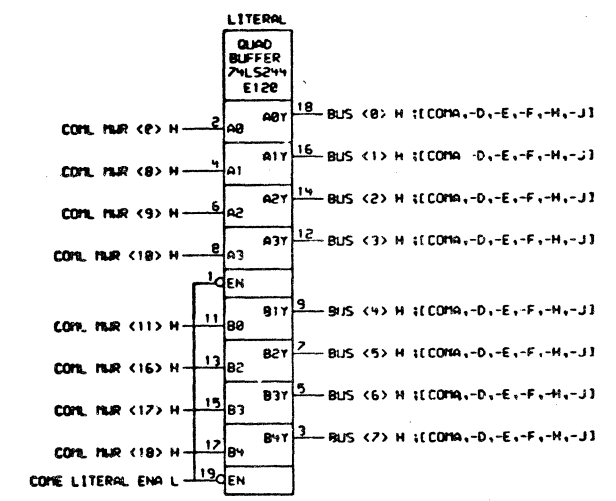 LITERAL
QUAD
BUFFER
74LS244
E120
COML MWR <0> H 2 A0 A0Y 18 BUS <0> H ;[COMA,-D,-E,-F,-H,-J]
COML MWR <8> H 4 A1 A1Y 16 BUS <1> H ;[COMA -D,-E,-F,-H,-J]
COML MWR <9> H 6 A2 A2Y 14 BUS <2> H ;[COMA,-D,-E,-F,-H,-J]
COML MWR <10> H 8 A3 A3Y 12 BUS <3> H ;[COMA,-D,-E,-F,-H,-J]
1 EN
COML MWR <11> H 11 B0 B1Y 9 BUS <4> H ;[COMA,-D,-E,-F,-H,-J]
COML MWR <16> H 13 B2 B2Y 7 BUS <5> H ;[COMA,-D,-E,-F,-H,-J]
COML MWR <17> H 15 B3 B3Y 5 BUS <6> H ;[COMA,-D,-E,-F,-H,-J]
COML MWR <18> H 17 B4 B4Y 3 BUS <7> H ;[COMA,-D,-E,-F,-H,-J]
COME LITERAL ENA L 19 EN